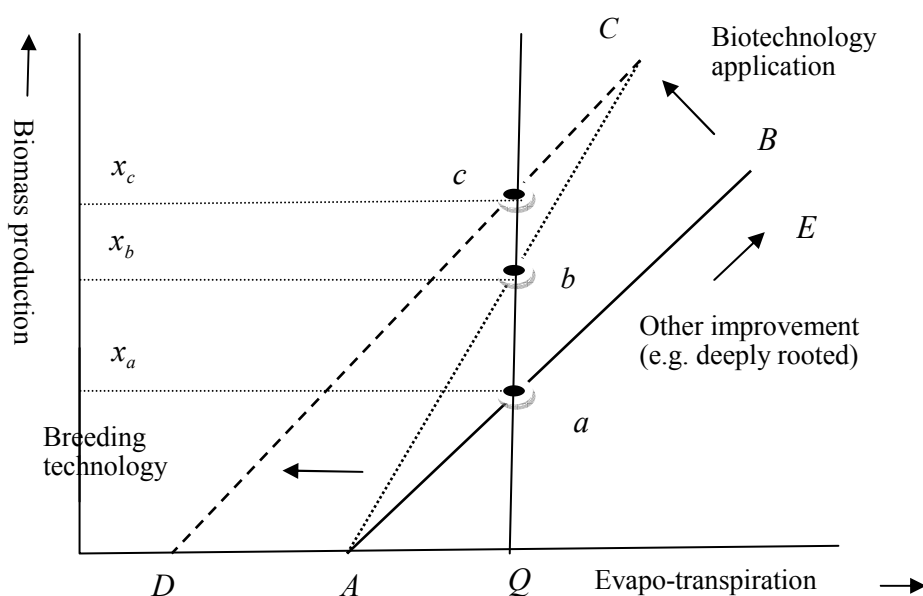 C
Biotechnology
application
B
Biomass production
x_c
c
x_b
E
b
Other improvement
(e.g. deeply rooted)
x_a
a
Breeding
technology
D
A
Q
Evapo-transpiration